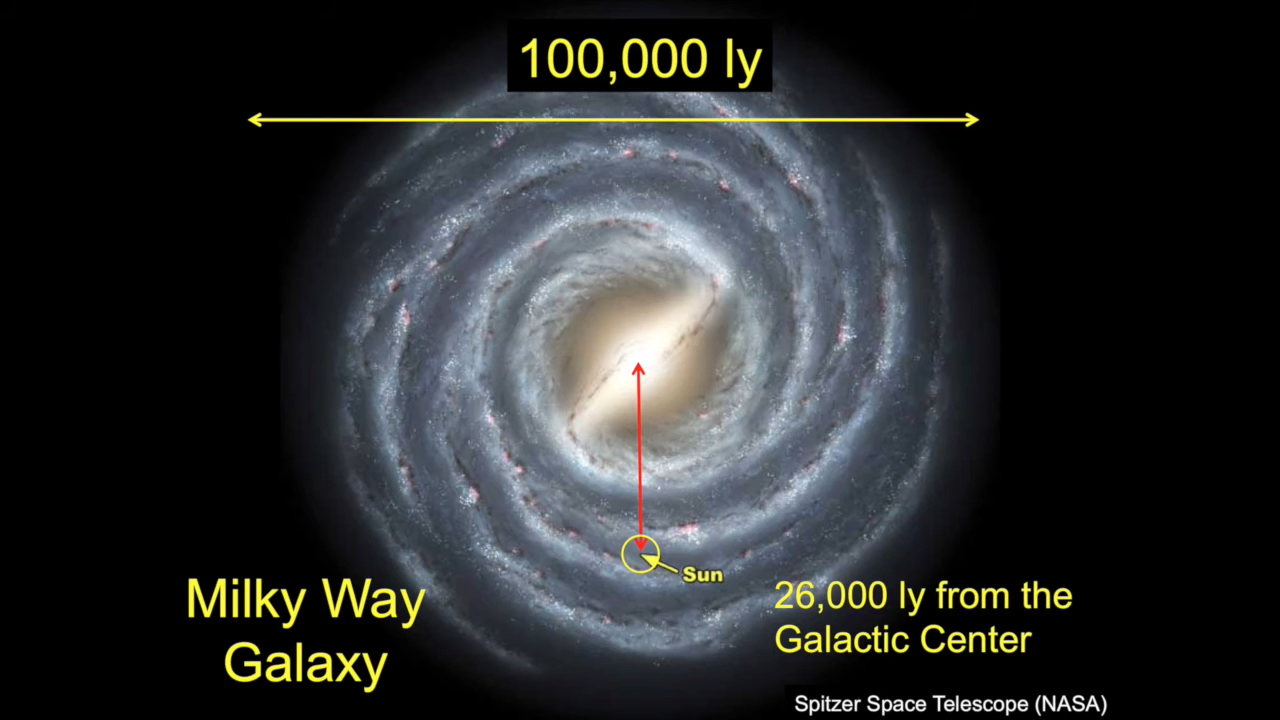 100,000 ly
Sun
Milky Way
Galaxy
26,000 ly from the
Galactic Center
Spitzer Space Telescope (NASA)